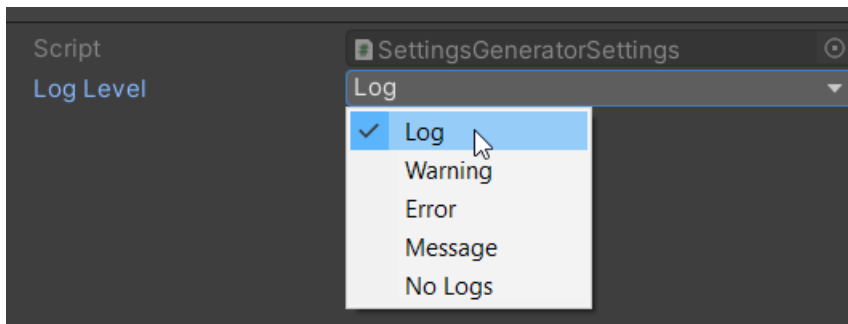 Script SettingsGeneratorSettings
Log Level Log
Log
Warning
Error
Message
No Logs